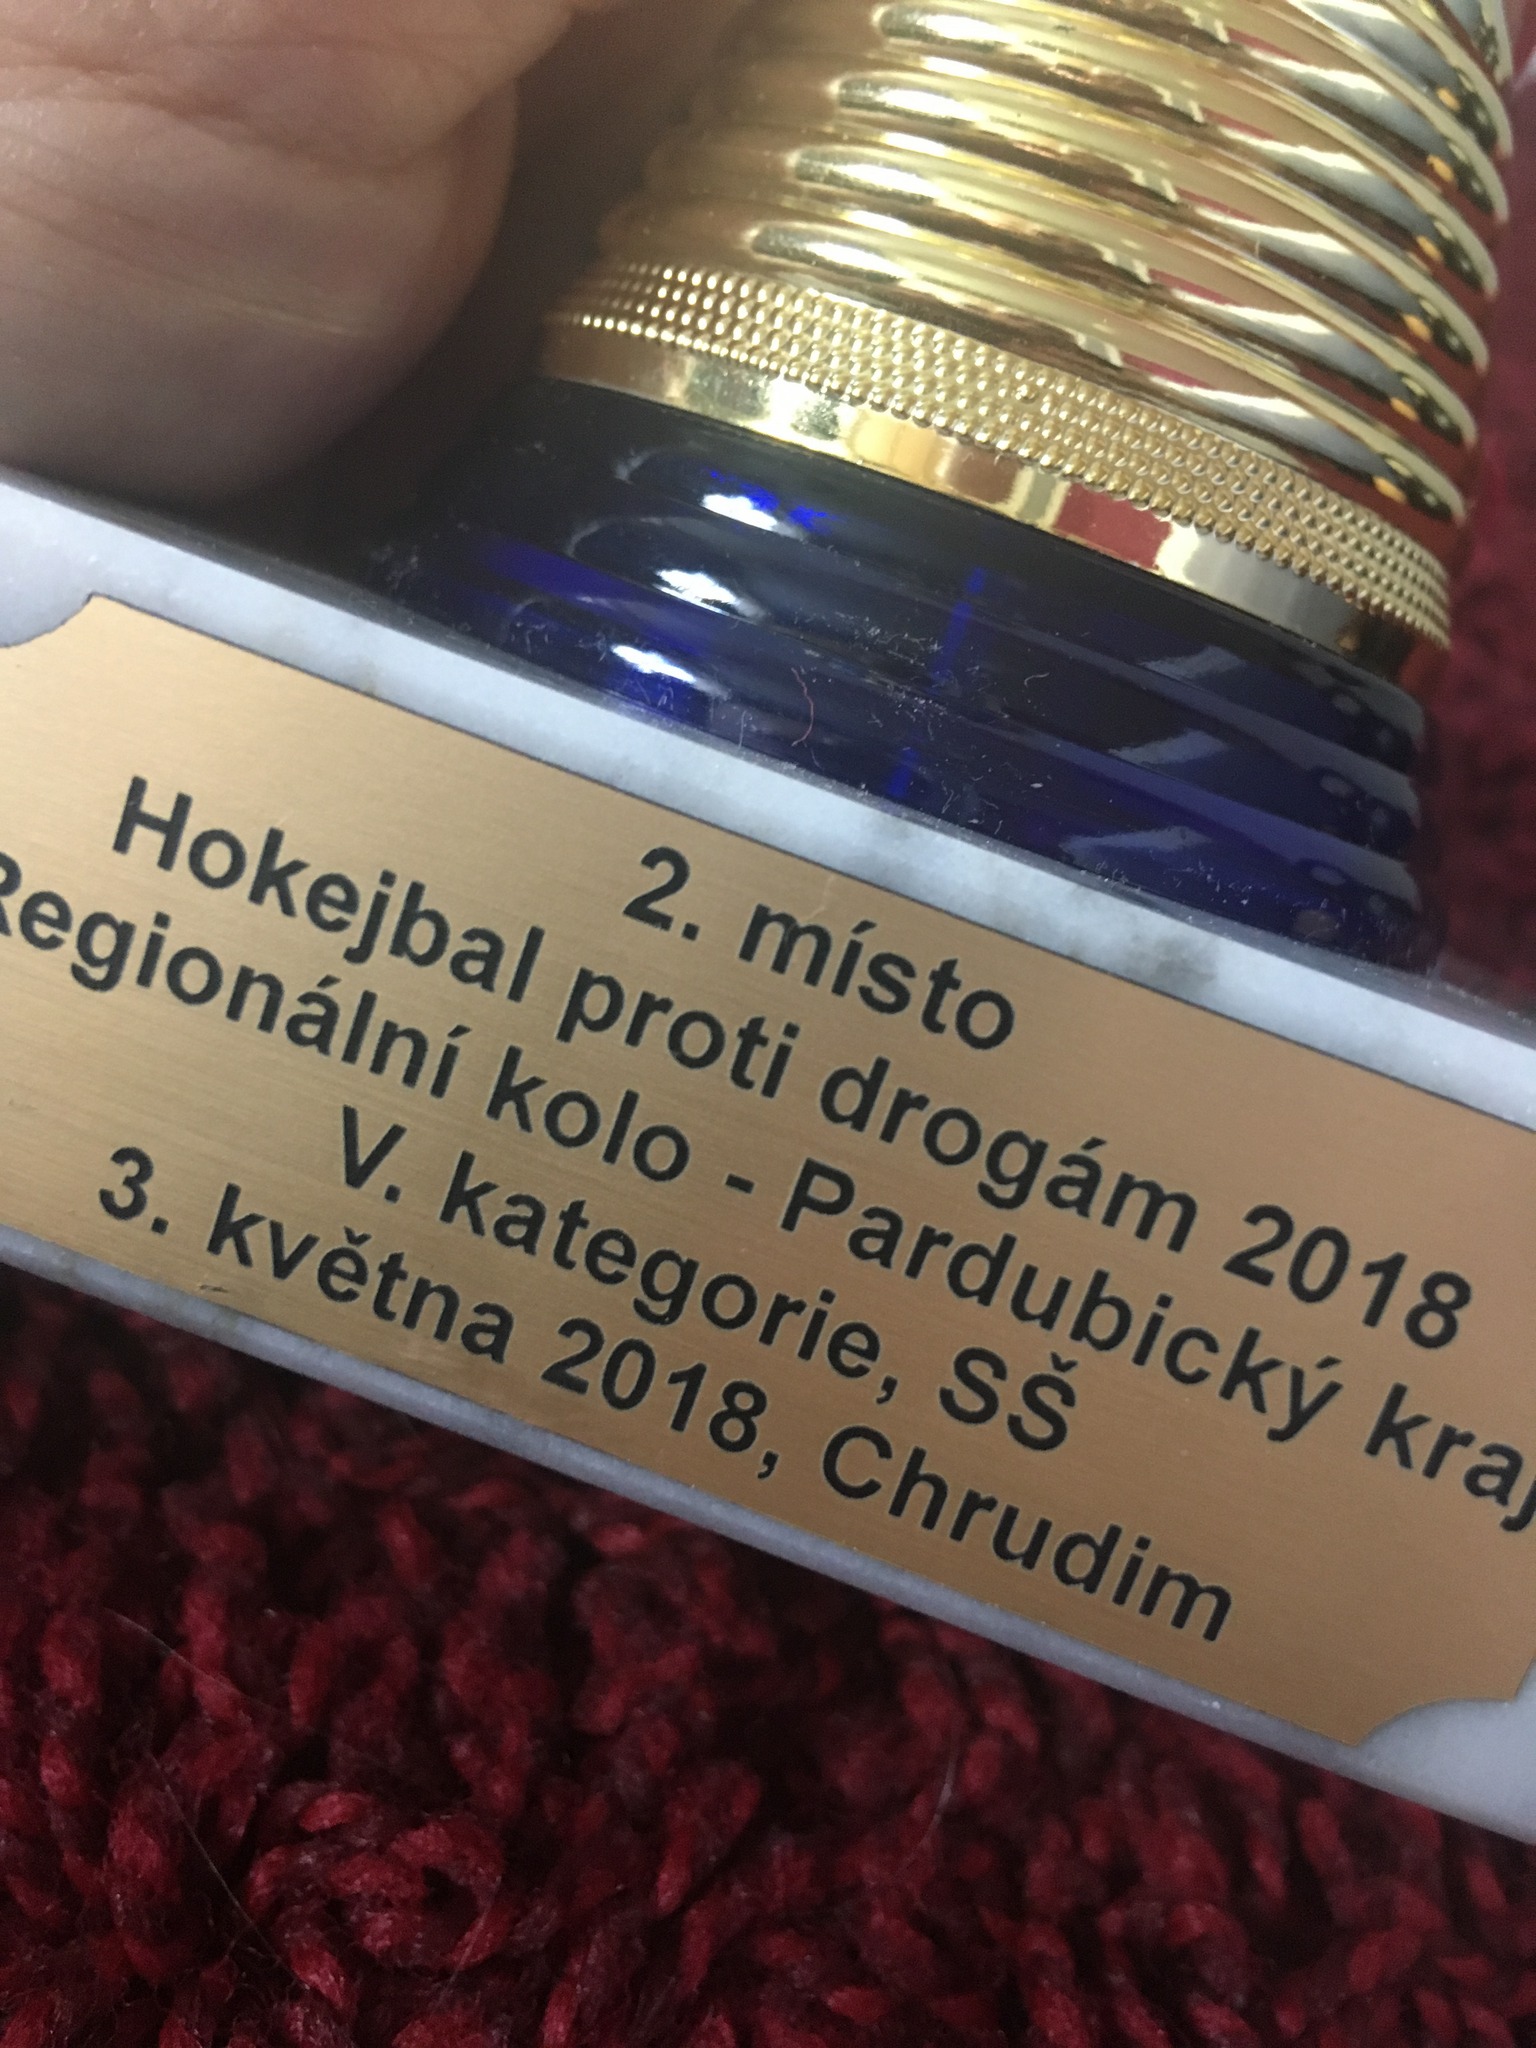 2. místo
Hokejbal proti drogám 2018
Regionální kolo - Pardubický kraj
V. kategorie, SŠ
3. května 2018, Chrudim